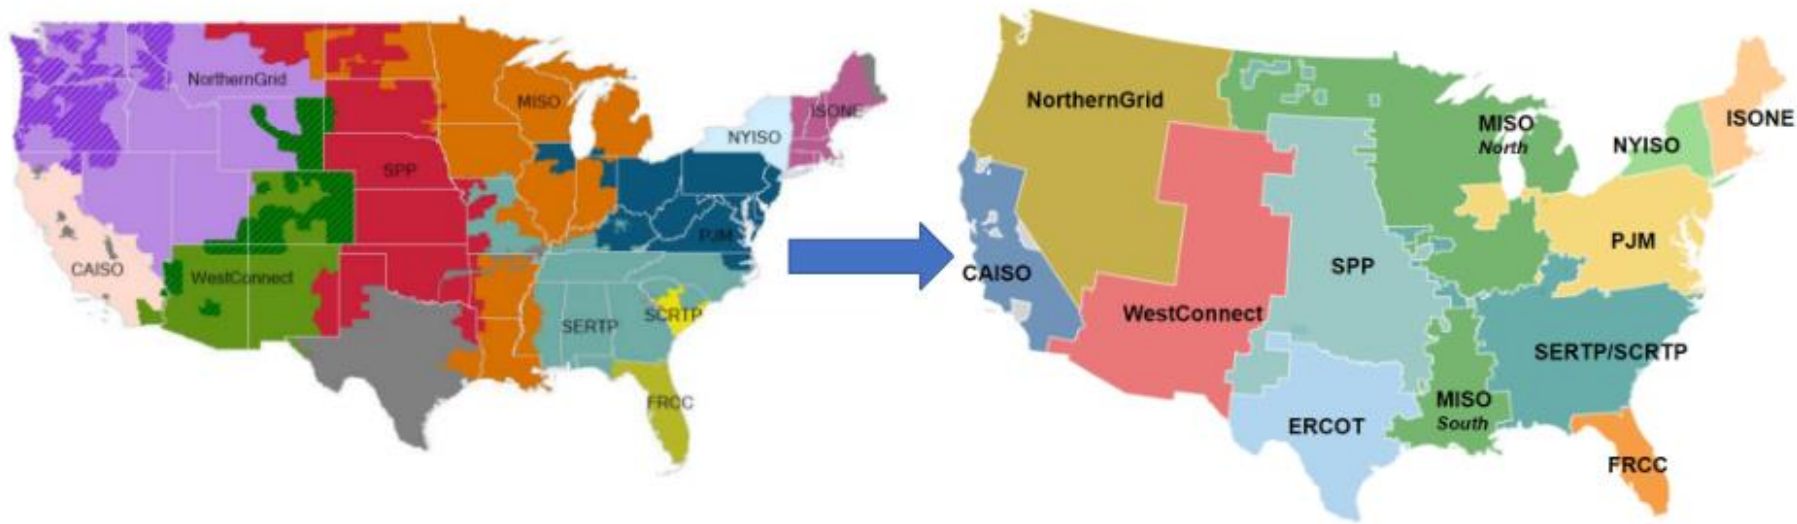 NorthernGrid
MISO
ISONE
NYISO
SPP
PJM
CAISO
WestConnect
SERTP
SCRTP
FRCC
NorthernGrid
MISO
North
ISONE
NYISO
PJM
CAISO
SPP
WestConnect
SERTP/SCRTP
MISO
South
ERCOT
FRCC